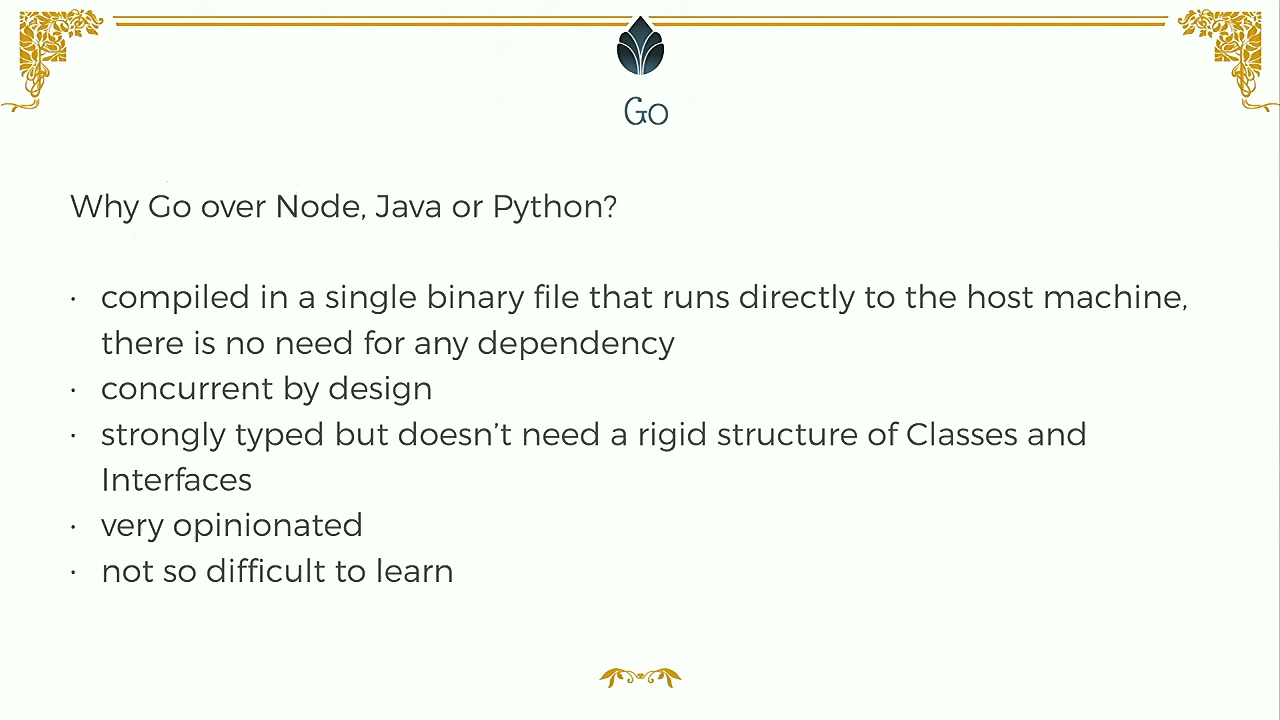 Go
Why Go over Node, Java or Python?
· compiled in a single binary file that runs directly to the host machine,
there is no need for any dependency
· concurrent by design
· strongly typed but doesn’t need a rigid structure of Classes and
Interfaces
· very opinionated
· not so difficult to learn